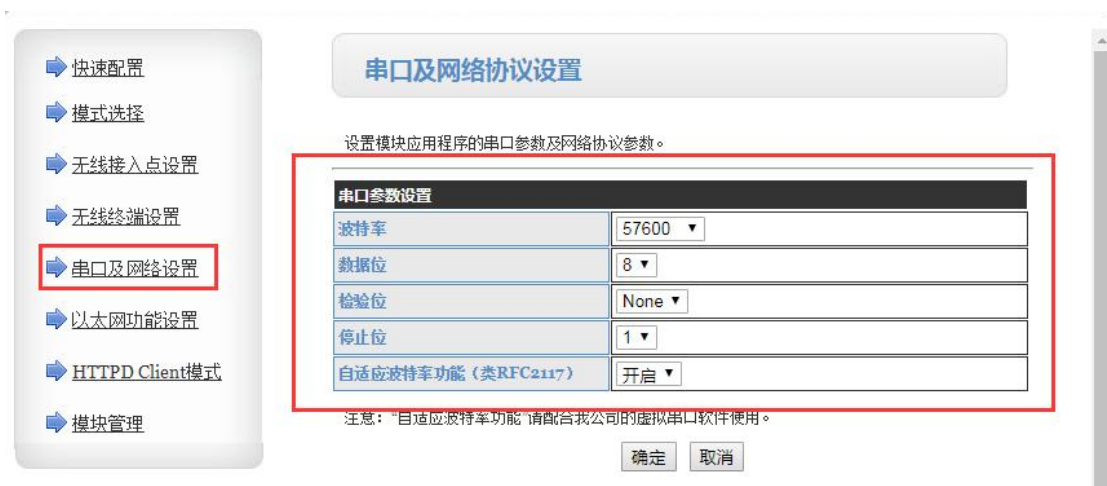 快速配置
模式选择
无线接入点设置
无线终端设置
串口及网络设置
以太网功能设置
HTTPD Client模式
模块管理
串口及网络协议设置
设置模块应用程序的串口参数及网络协议参数。
串口参数设置
波特率 57600
数据位 8
检验位 None
停止位 1
自适应波特率功能（类RFC2117） 开启
注意："自适应波特率功能"请配合我公司的虚拟串口软件使用。
确定 取消